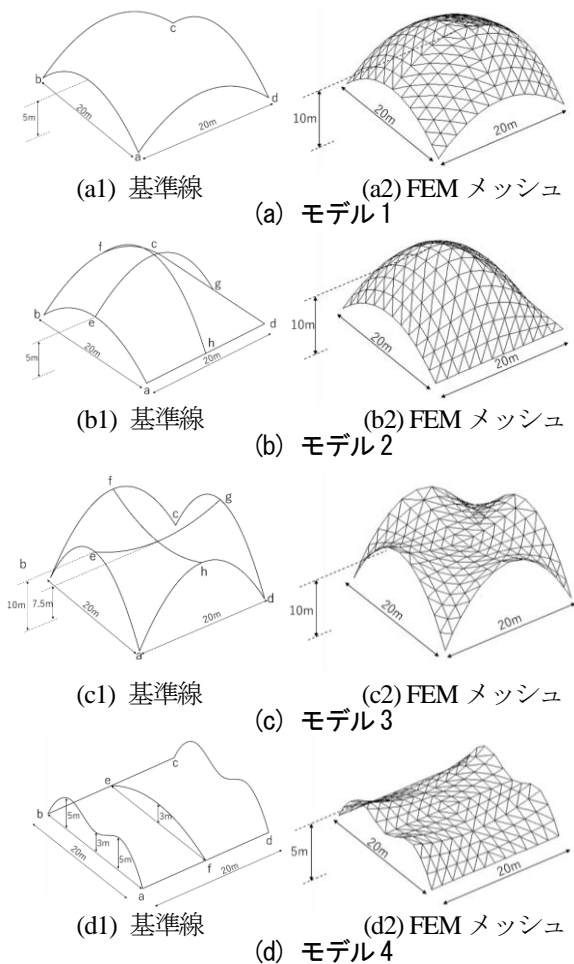 c
b
d
5m
20m
20m
a
10m
20m
20m
(a1) 基準線
(a2) FEM メッシュ
(a) モデル 1
f
c
b
g
e
d
5m
20m
h
20m
a
10m
20m
20m
(b1) 基準線
(b2) FEM メッシュ
(b) モデル 2
f
g
c
b
e
h
10m
7.5m
20m
d
20m
a
10m
20m
20m
(c1) 基準線
(c2) FEM メッシュ
(c) モデル 3
c
e
b
5m
3m
3m
5m
20m
d
f
20m
a
5m
20m
20m
(d1) 基準線
(d2) FEM メッシュ
(d) モデル 4